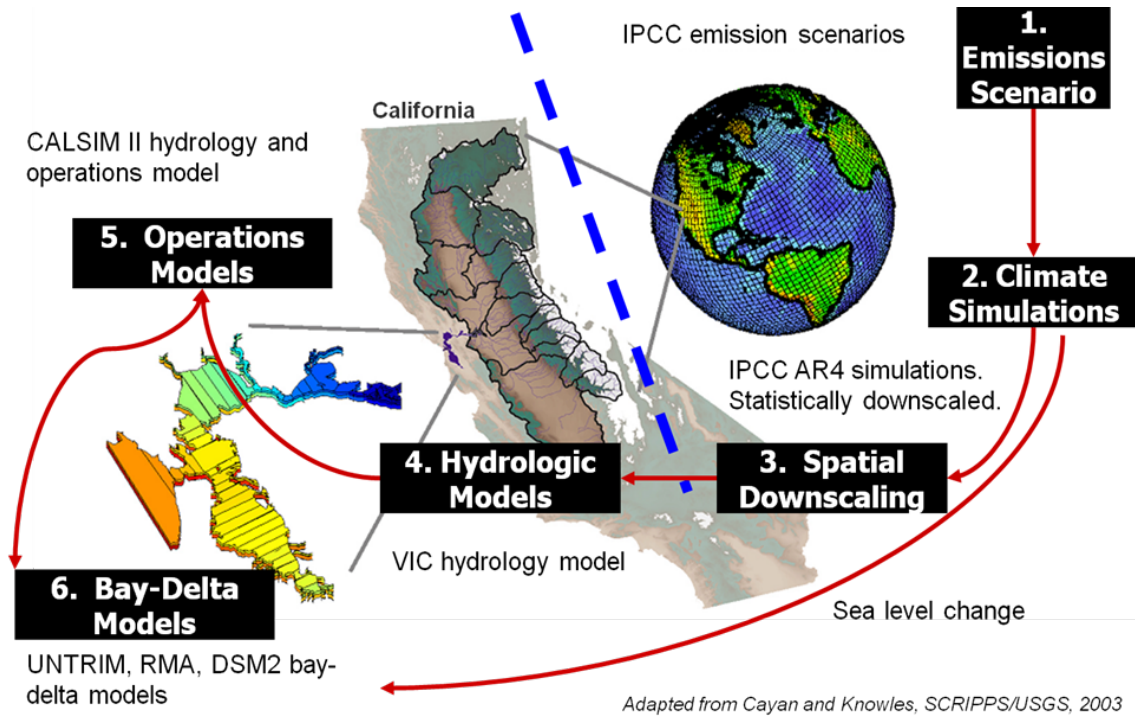 IPCC emission scenarios
1.
Emissions
Scenario
California
CALSIM II hydrology and
operations model
5. Operations
Models
2. Climate
Simulations
IPCC AR4 simulations.
Statistically downscaled.
4. Hydrologic
Models
3. Spatial
Downscaling
VIC hydrology model
6. Bay-Delta
Models
Sea level change
UNTRIM, RMA, DSM2 bay-
delta models
Adapted from Cayan and Knowles, SCRIPPS/USGS, 2003